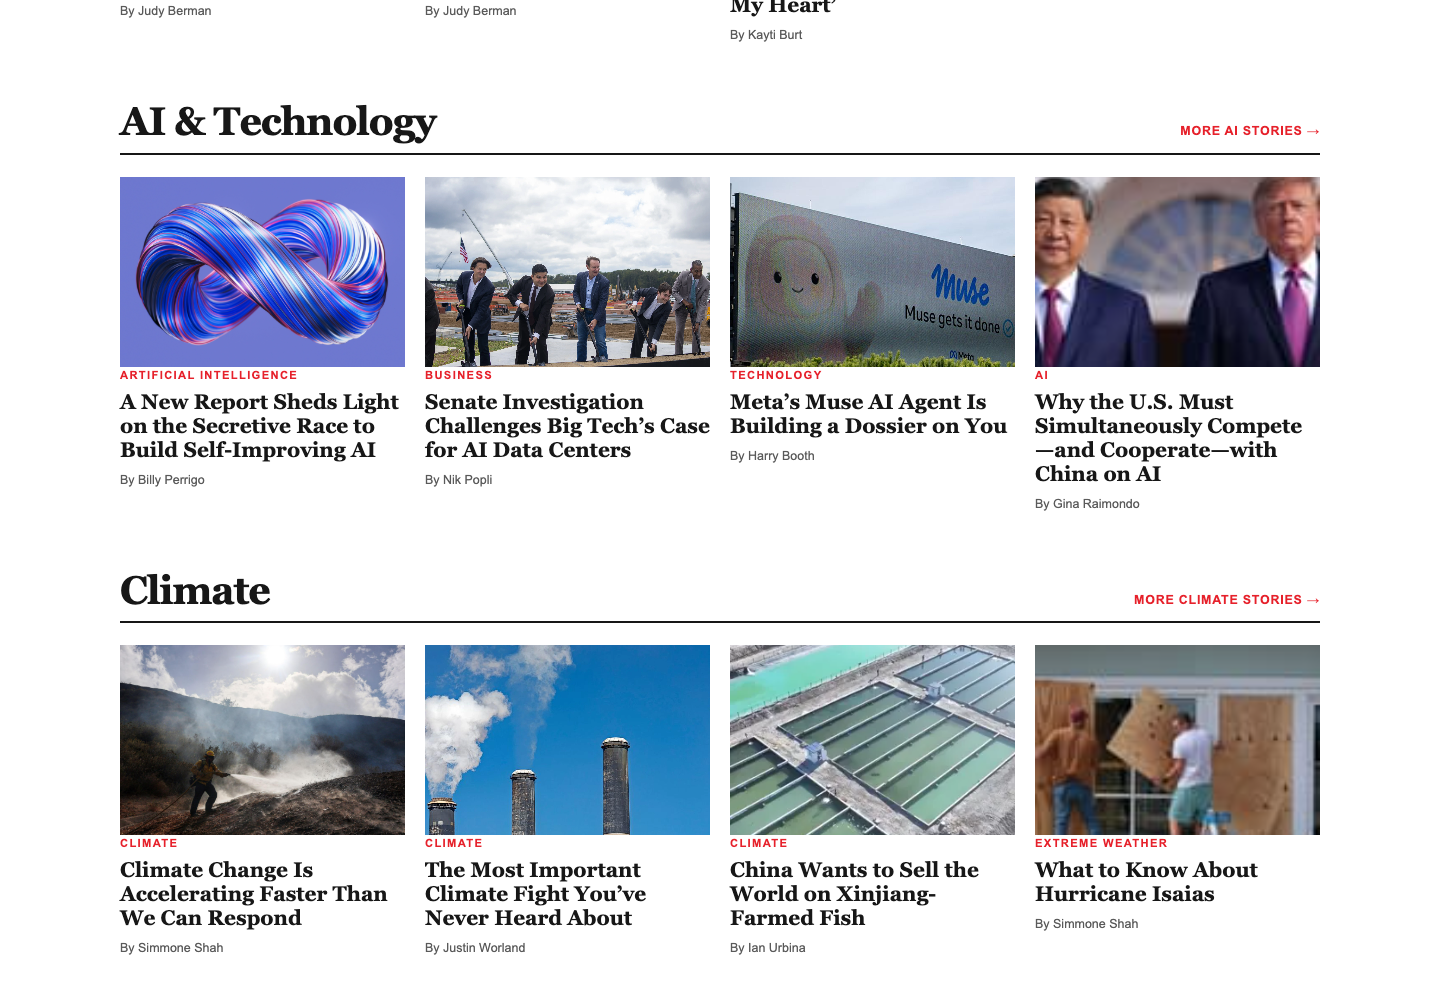 By Judy Berman
By Judy Berman
My Heart’
By Kayti Burt
AI & Technology
MORE AI STORIES →
ARTIFICIAL INTELLIGENCE
A New Report Sheds Light
on the Secretive Race to
Build Self-Improving AI
By Billy Perrigo
BUSINESS
Senate Investigation
Challenges Big Tech’s Case
for AI Data Centers
By Nik Popli
Muse
Muse gets it done
Meta
TECHNOLOGY
Meta’s Muse AI Agent Is
Building a Dossier on You
By Harry Booth
AI
Why the U.S. Must
Simultaneously Compete
—and Cooperate—with
China on AI
By Gina Raimondo
Climate
MORE CLIMATE STORIES →
CLIMATE
Climate Change Is
Accelerating Faster Than
We Can Respond
By Simmone Shah
CLIMATE
The Most Important
Climate Fight You’ve
Never Heard About
By Justin Worland
CLIMATE
China Wants to Sell the
World on Xinjiang-
Farmed Fish
By Ian Urbina
EXTREME WEATHER
What to Know About
Hurricane Isaias
By Simmone Shah